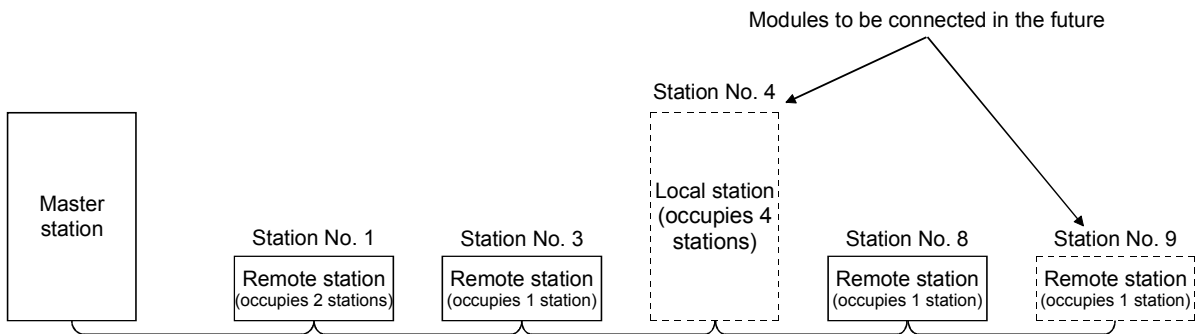 Modules to be connected in the future
Station No. 4
Master
station
Local station
(occupies 4
stations)
Station No. 1
Station No. 3
Station No. 8
Station No. 9
Remote station
(occupies 2 stations)
Remote station
(occupies 1 station)
Remote station
(occupies 1 station)
Remote station
(occupies 1 station)